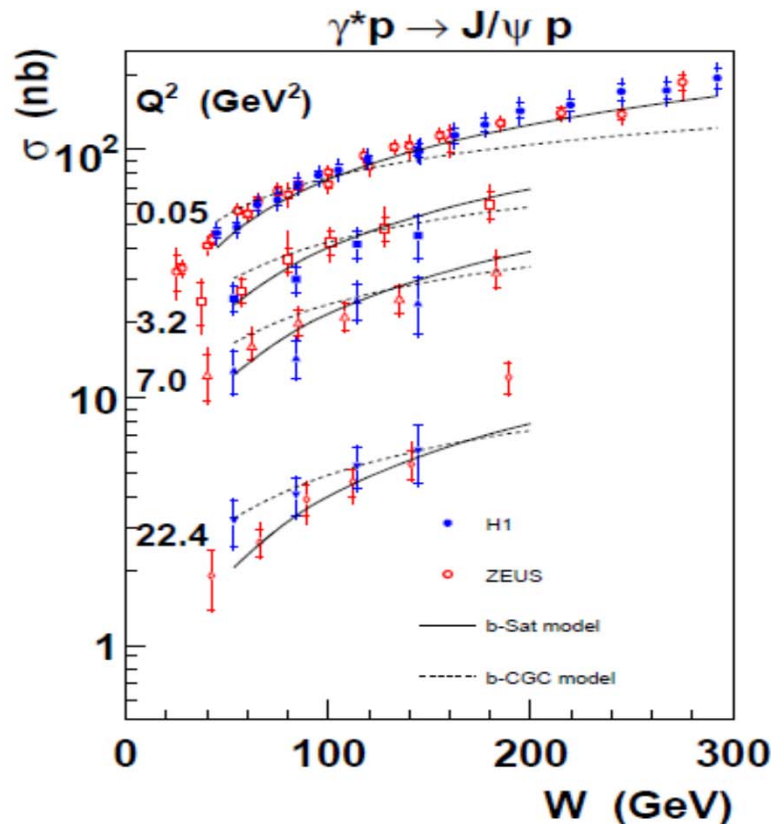 γ*p → J/ψ p
σ (nb)
Q² (GeV²)
10²
0.05
3.2
7.0
10
22.4
H1
ZEUS
b-Sat model
1
b-CGC model
0 100 200 300
W (GeV)